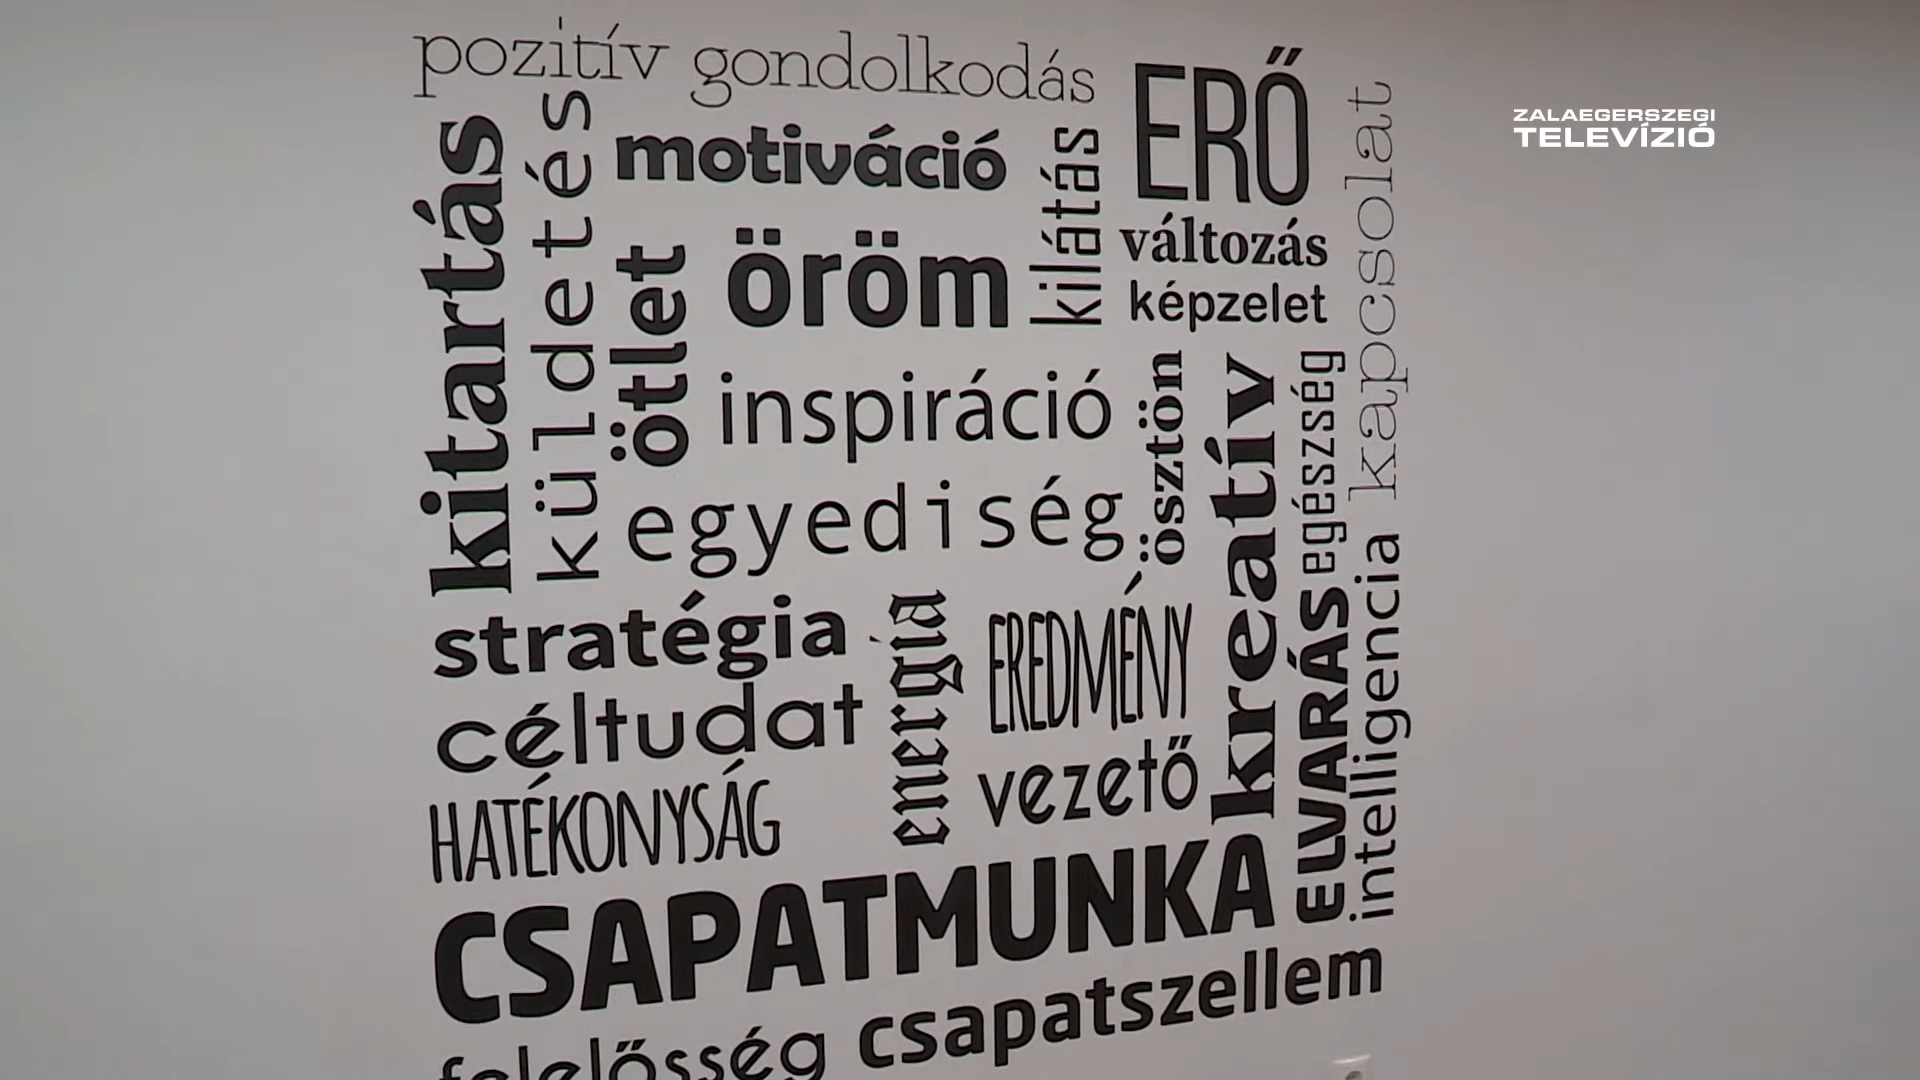 pozitív gondolkodás
ERŐ
kapcsolat
ZALAEGERSZEGI
TELEVÍZIÓ
kitartás
küldetés
motiváció
kilátás
változás
képzelet
ötlet
öröm
inspiráció
ösztön
kreatív
egészség
egyediség
stratégia
energia
EREDMÉNY
ELVARÁS
intelligencia
céltudat
vezető
HATÉKONYSÁG
CSAPATMUNKA
felelősség csapatszellem